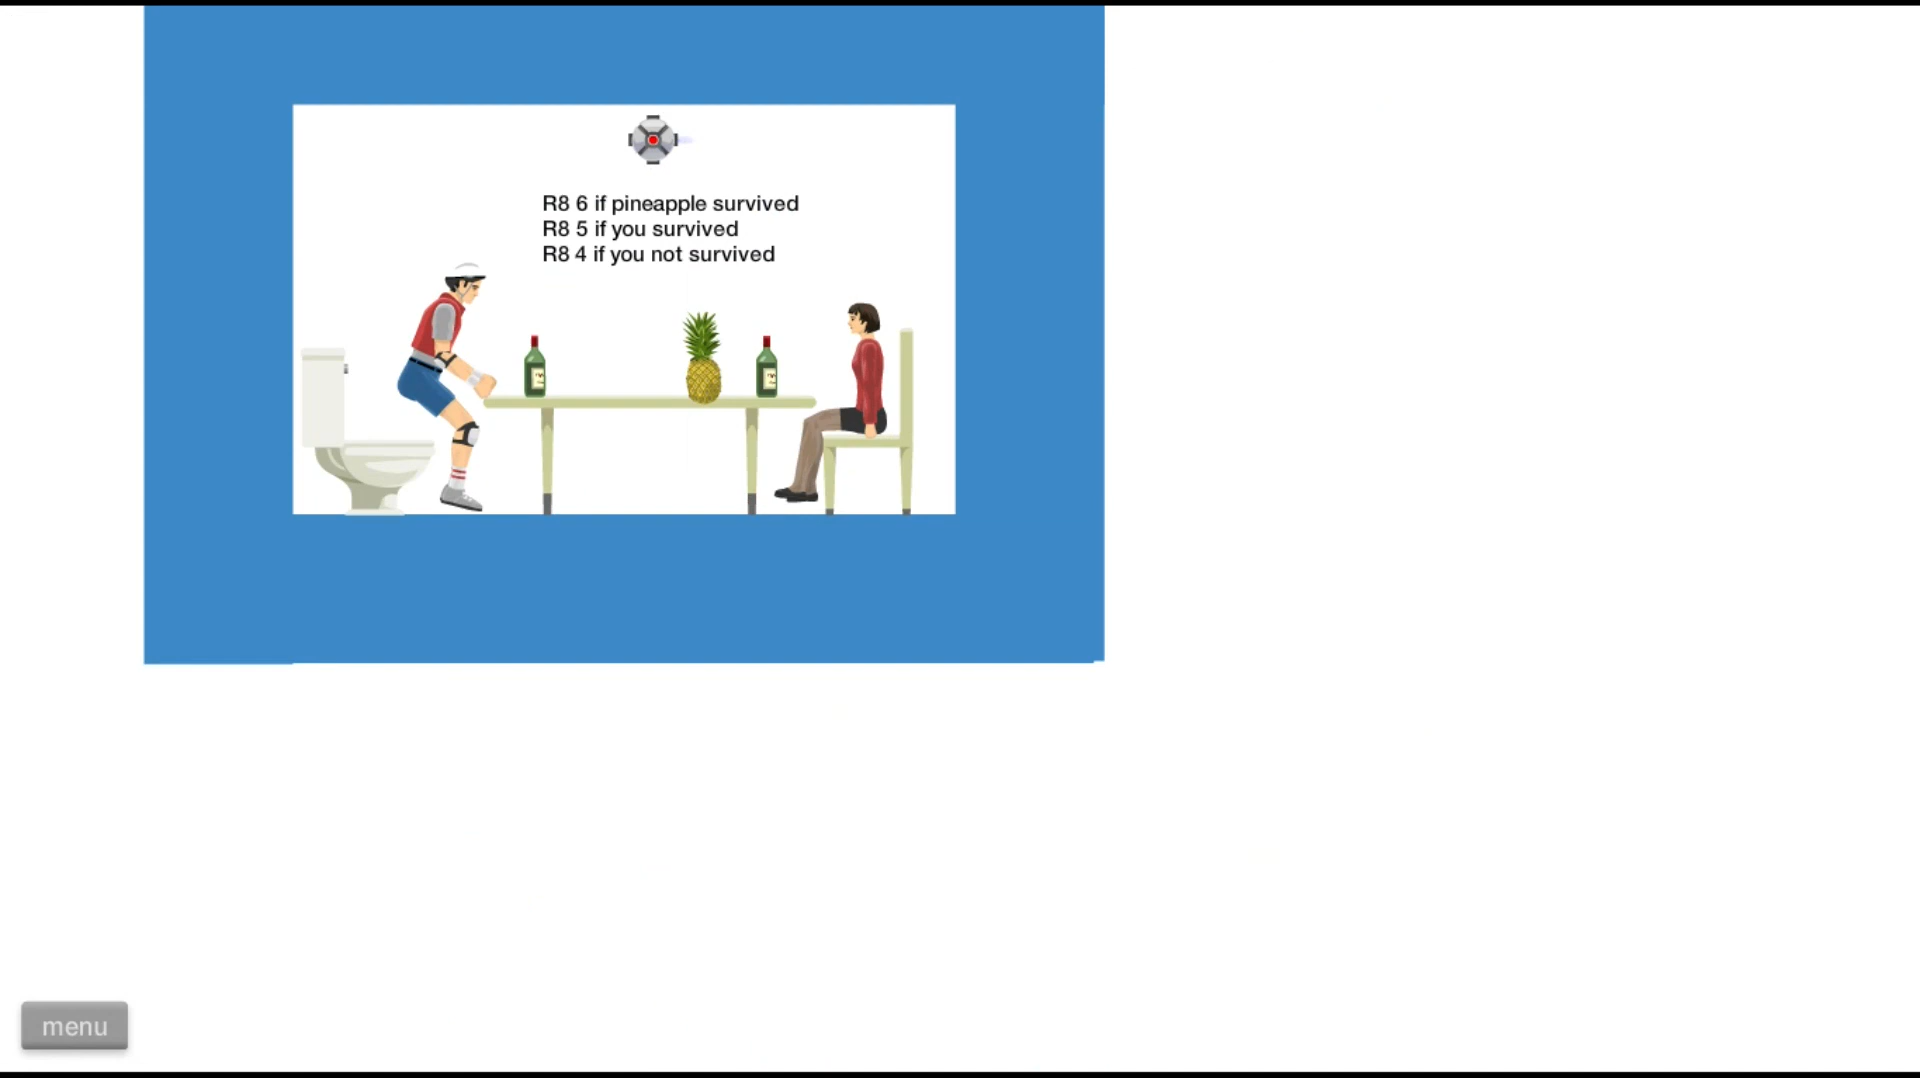 R8 6 if pineapple survived
R8 5 if you survived
R8 4 if you not survived
menu